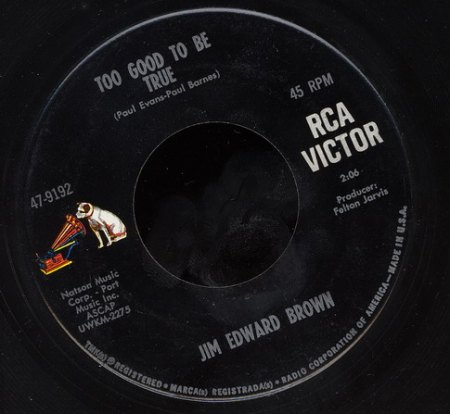 TOO GOOD TO BE
TRUE
(Paul Evans-Paul Barnes)
45 RPM
RCA
VICTOR
47-9192
2:06
Producer:
Felton Jarvis
Natson Music
Corp. - Port
Music Inc.
ASCAP
UWKM-2275
JIM EDWARD BROWN
TMK(s) ® REGISTERED • MARCA(s) REGISTRADA(s) • RADIO CORPORATION OF AMERICA—MADE IN U.S.A.